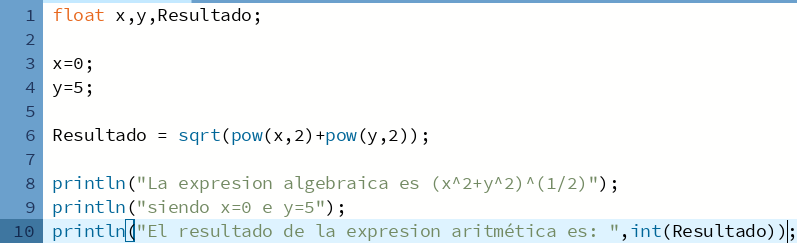 1 float x,y,Resultado;
2
3 x=0;
4 y=5;
5
6 Resultado = sqrt(pow(x,2)+pow(y,2));
7
8 println("La expresion algebraica es (x^2+y^2)^(1/2)");
9 println("siendo x=0 e y=5");
10 println("El resultado de la expresion aritmética es: ",int(Resultado));